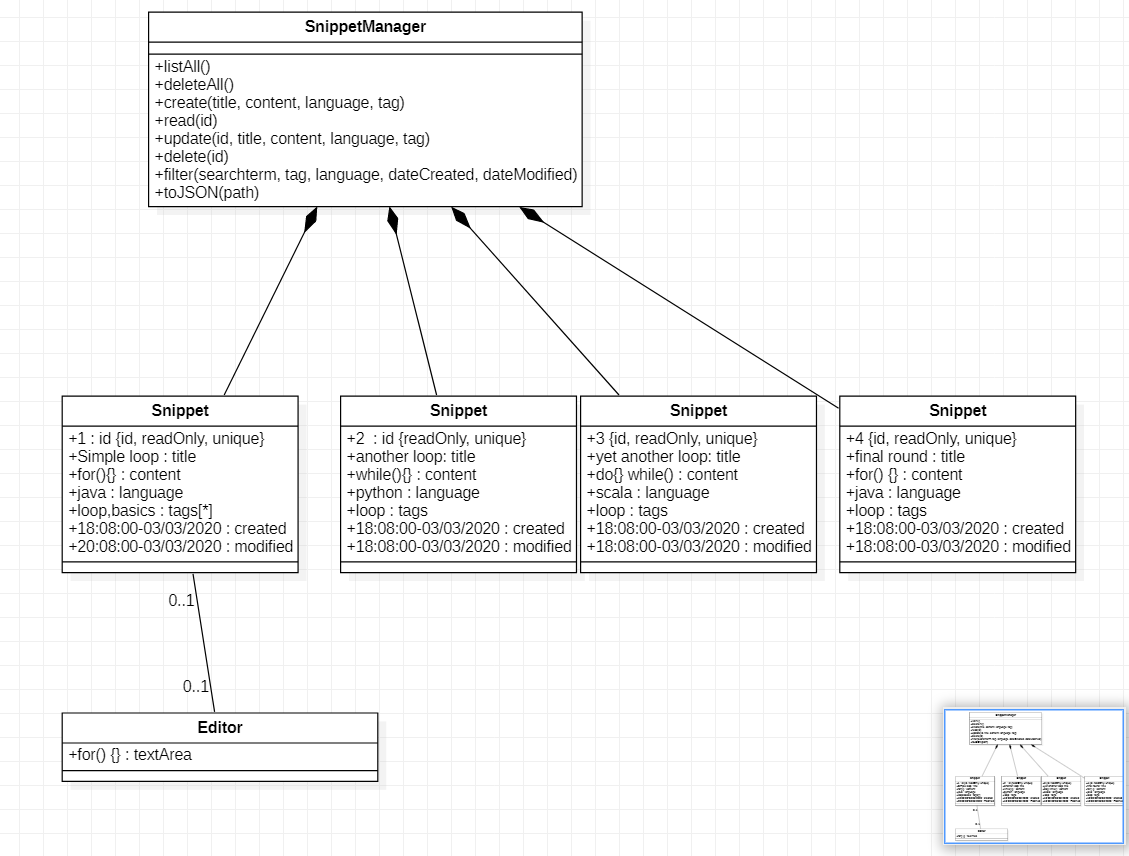 SnippetManager
+listAll()
+deleteAll()
+create(title, content, language, tag)
+read(id)
+update(id, title, content, language, tag)
+delete(id)
+filter(searchterm, tag, language, dateCreated, dateModified)
+toJSON(path)
Snippet
+1 : id {id, readOnly, unique}
+Simple loop : title
+for(){} : content
+java : language
+loop,basics : tags[*]
+18:08:00-03/03/2020 : created
+20:08:00-03/03/2020 : modified
Snippet
+2 : id {readOnly, unique}
+another loop: title
+while(){} : content
+python : language
+loop : tags
+18:08:00-03/03/2020 : created
+18:08:00-03/03/2020 : modified
Snippet
+3 {id, readOnly, unique}
+yet another loop: title
+do{} while() : content
+scala : language
+loop : tags
+18:08:00-03/03/2020 : created
+18:08:00-03/03/2020 : modified
Snippet
+4 {id, readOnly, unique}
+final round : title
+for() {} : content
+java : language
+loop : tags
+18:08:00-03/03/2020 : created
+18:08:00-03/03/2020 : modified
0..1
0..1
Editor
+for() {} : textArea